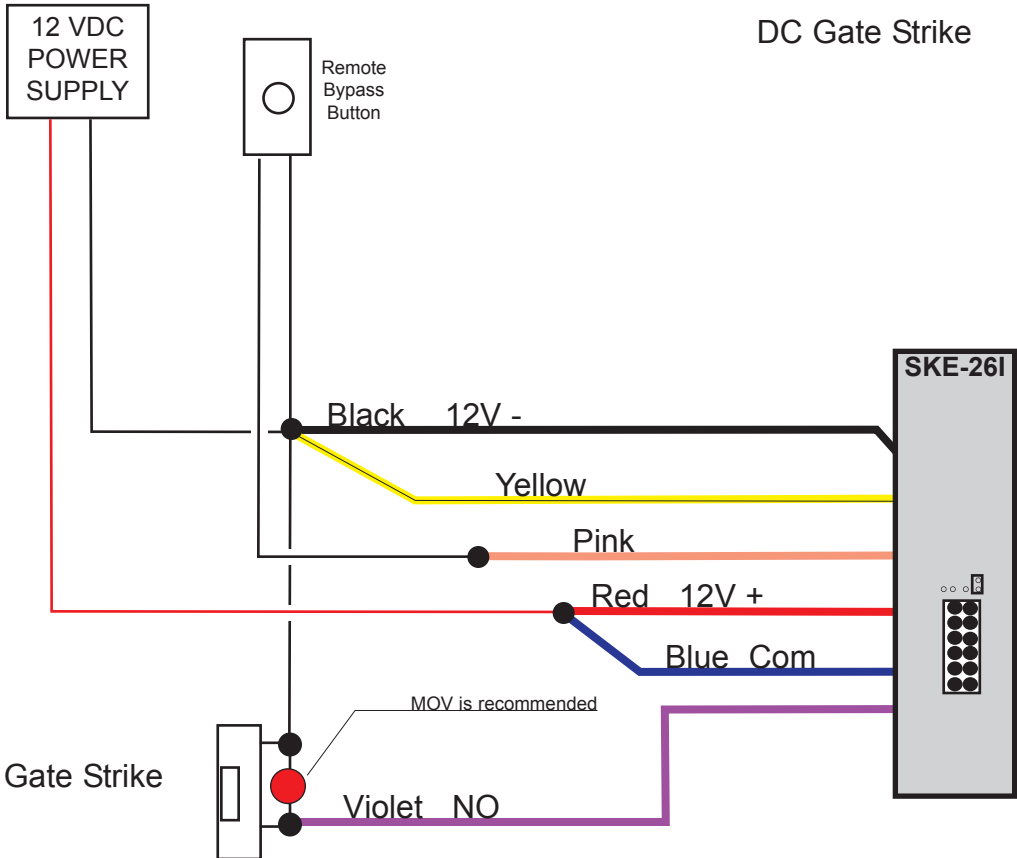 12 VDC
POWER
SUPPLY
DC Gate Strike
Remote
Bypass
Button
SKE-26I
Black 12V -
Yellow
Pink
Red 12V +
Blue Com
MOV is recommended
Gate Strike
Violet NO